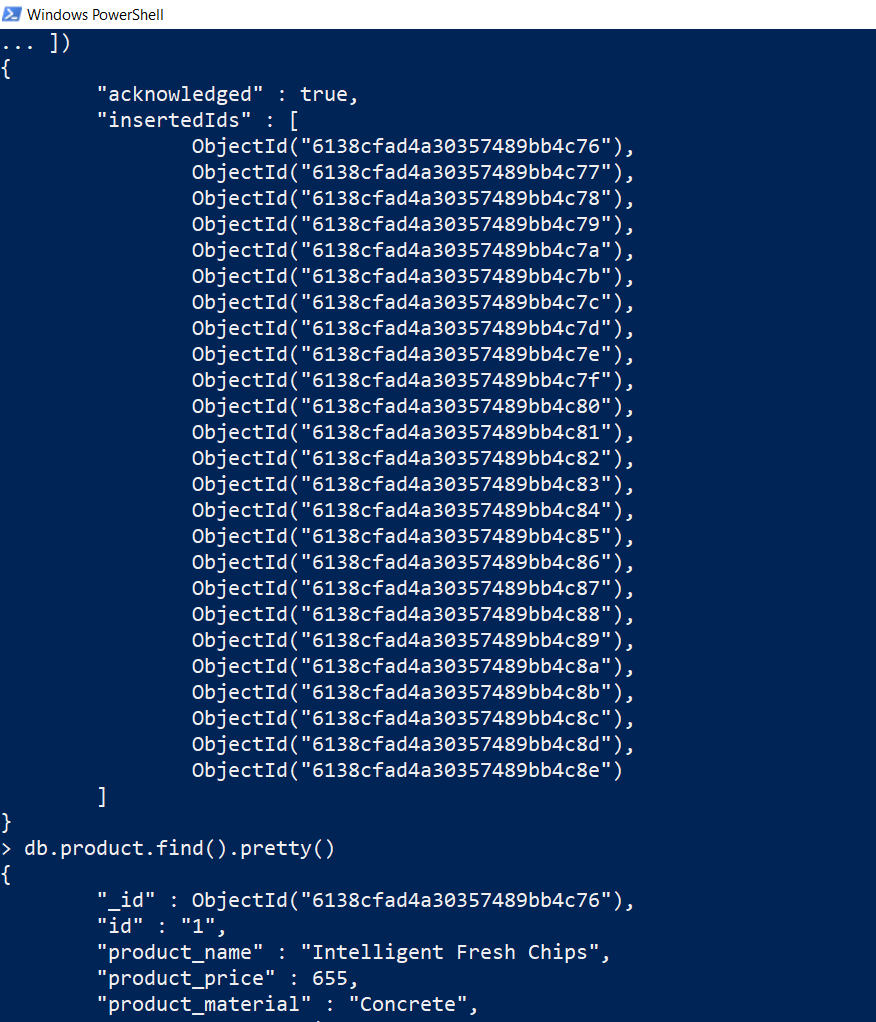 Windows PowerShell
... ])
{
        "acknowledged" : true,
        "insertedIds" : [
                ObjectId("6138cfad4a30357489bb4c76"),
                ObjectId("6138cfad4a30357489bb4c77"),
                ObjectId("6138cfad4a30357489bb4c78"),
                ObjectId("6138cfad4a30357489bb4c79"),
                ObjectId("6138cfad4a30357489bb4c7a"),
                ObjectId("6138cfad4a30357489bb4c7b"),
                ObjectId("6138cfad4a30357489bb4c7c"),
                ObjectId("6138cfad4a30357489bb4c7d"),
                ObjectId("6138cfad4a30357489bb4c7e"),
                ObjectId("6138cfad4a30357489bb4c7f"),
                ObjectId("6138cfad4a30357489bb4c80"),
                ObjectId("6138cfad4a30357489bb4c81"),
                ObjectId("6138cfad4a30357489bb4c82"),
                ObjectId("6138cfad4a30357489bb4c83"),
                ObjectId("6138cfad4a30357489bb4c84"),
                ObjectId("6138cfad4a30357489bb4c85"),
                ObjectId("6138cfad4a30357489bb4c86"),
                ObjectId("6138cfad4a30357489bb4c87"),
                ObjectId("6138cfad4a30357489bb4c88"),
                ObjectId("6138cfad4a30357489bb4c89"),
                ObjectId("6138cfad4a30357489bb4c8a"),
                ObjectId("6138cfad4a30357489bb4c8b"),
                ObjectId("6138cfad4a30357489bb4c8c"),
                ObjectId("6138cfad4a30357489bb4c8d"),
                ObjectId("6138cfad4a30357489bb4c8e")
        ]
}
> db.product.find().pretty()
{
        "_id" : ObjectId("6138cfad4a30357489bb4c76"),
        "id" : "1",
        "product_name" : "Intelligent Fresh Chips",
        "product_price" : 655,
        "product_material" : "Concrete",